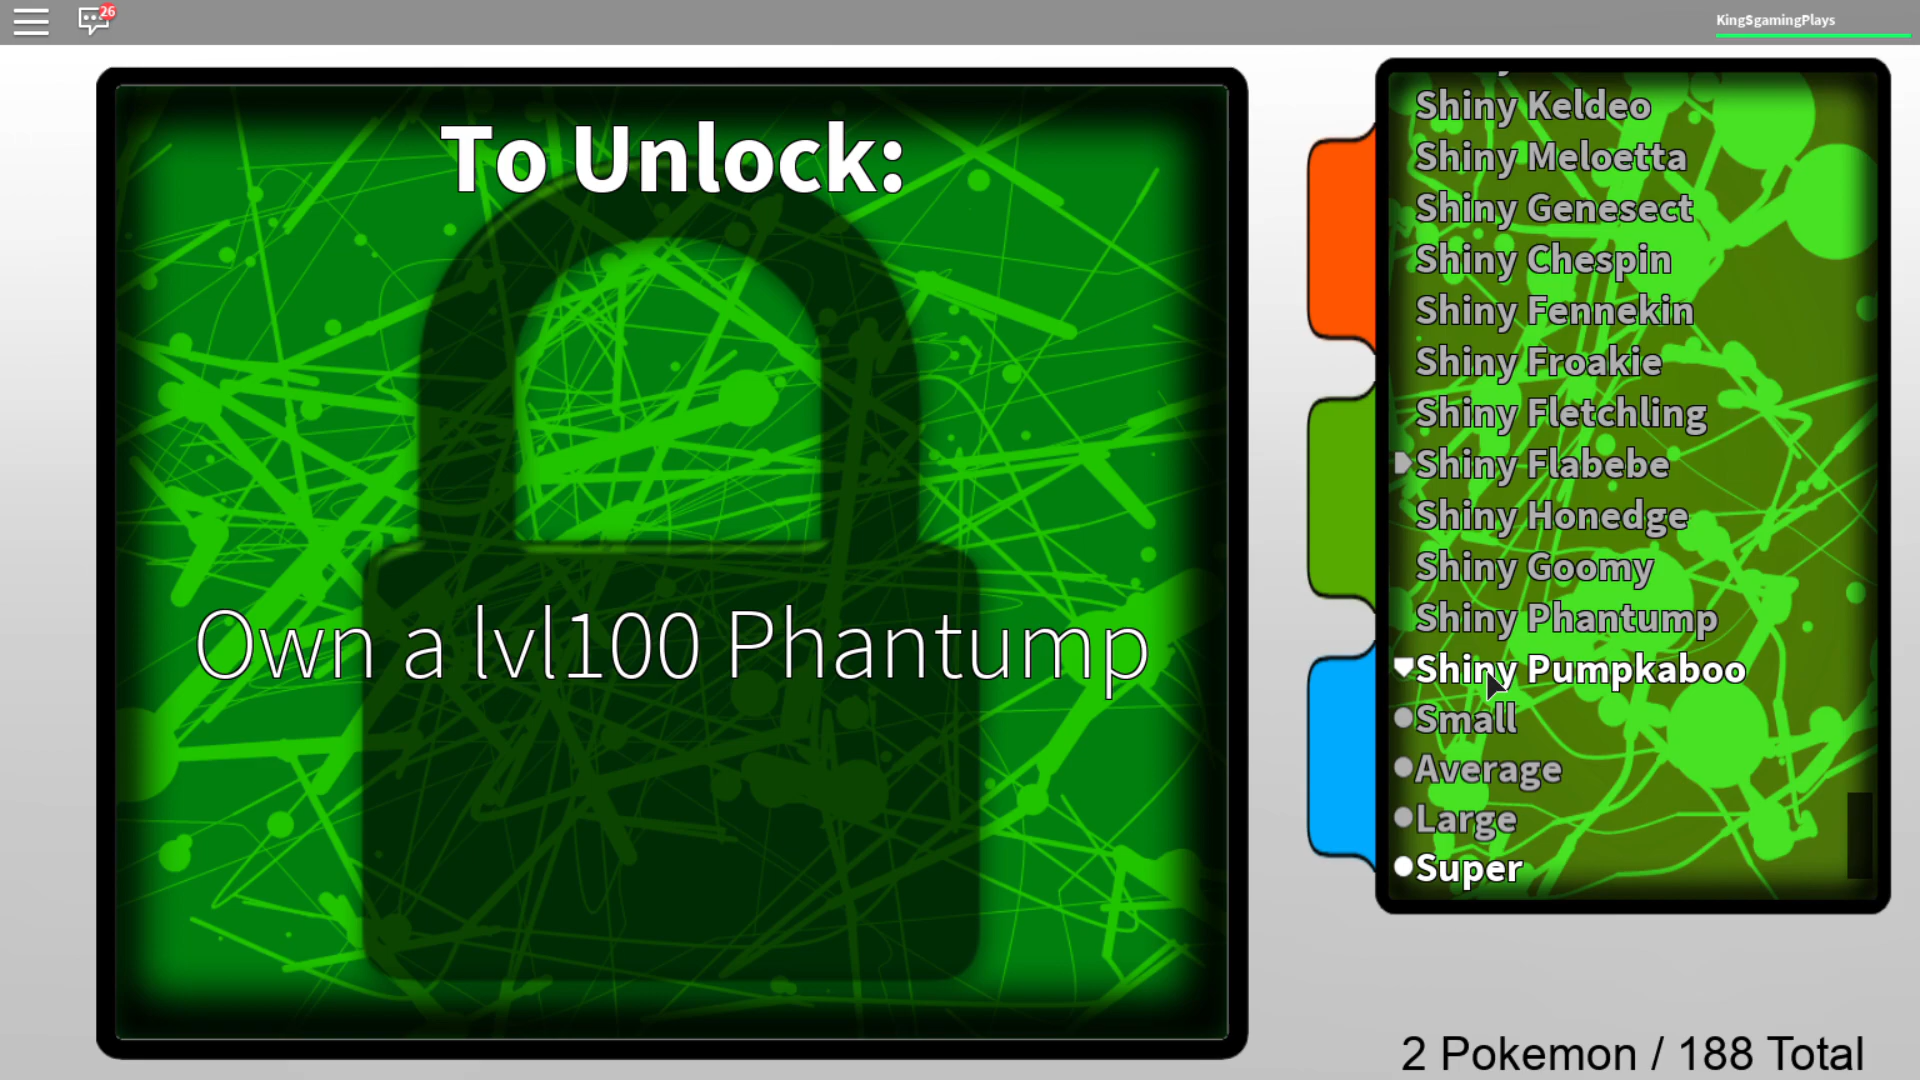 26
KingSgamingPlays
To Unlock:
Own a lvl100 Phantump
Shiny Keldeo
Shiny Meloetta
Shiny Genesect
Shiny Chespin
Shiny Fennekin
Shiny Froakie
Shiny Fletchling
Shiny Flabebe
Shiny Honedge
Shiny Goomy
Shiny Phantump
Shiny Pumpkaboo
Small
Average
Large
Super
2 Pokemon / 188 Total